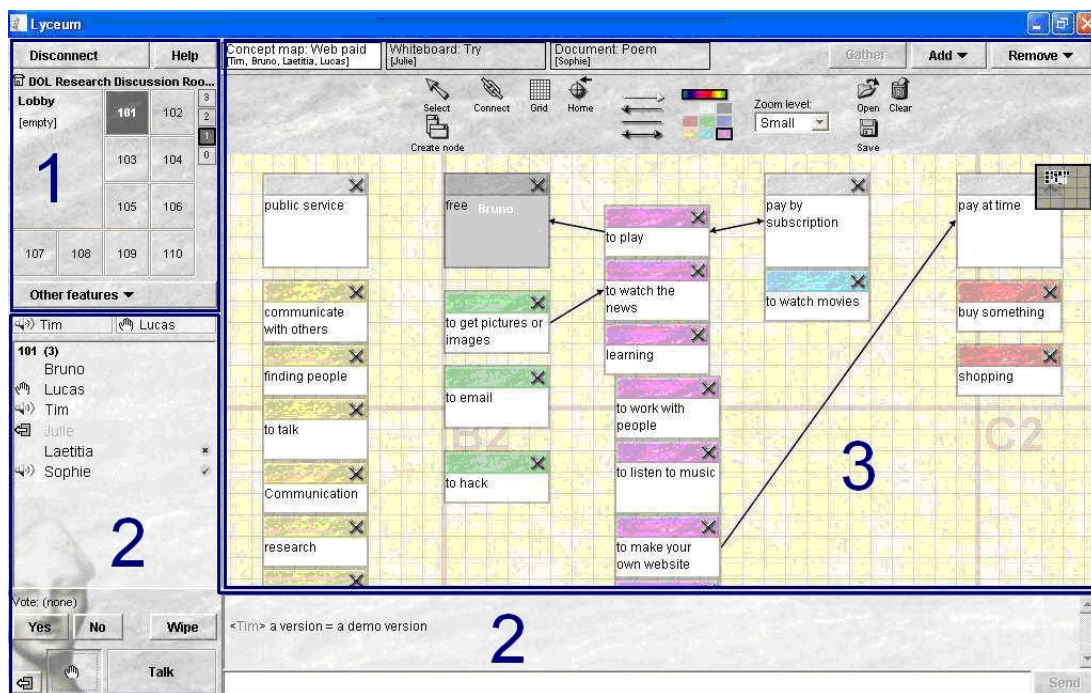 Lyceum
Disconnect
Help
DOL Research Discussion Roo...
Lobby
[empty]
101
102
103
104
105
106
107
108
109
110
3
2
1
0
1
Other features
Concept map: Web paid
[Tim, Bruno, Laetitia, Lucas]
Whiteboard: Try
[Julie]
Document: Poem
[Sophie]
Gather
Add
Remove
Select
Connect
Grid
Home
Create node
Zoom level:
Small
Open
Clear
Save
public service
communicate
with others
finding people
to talk
Communication
research
free
Bruno
to get pictures or
images
to email
B2
to hack
to play
to watch the
news
learning
to work with
people
to listen to music
to make your
own website
pay by
subscription
to watch movies
pay at time
buy something
shopping
C2
3
Tim
Lucas
101 (3)
Bruno
Lucas
Tim
Julie
Laetitia
Sophie
2
Vote: (none)
Yes
No
Wipe
Talk
<Tim> a version = a demo version
2
Send